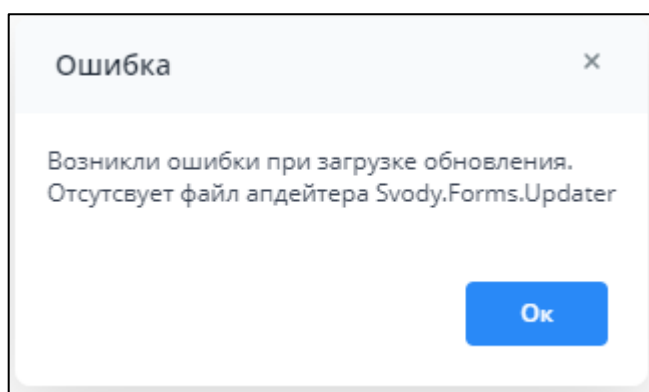 Ошибка
Возникли ошибки при загрузке обновления.
Отсутсвует файл апдейтера Svody.Forms.Updater
Ок